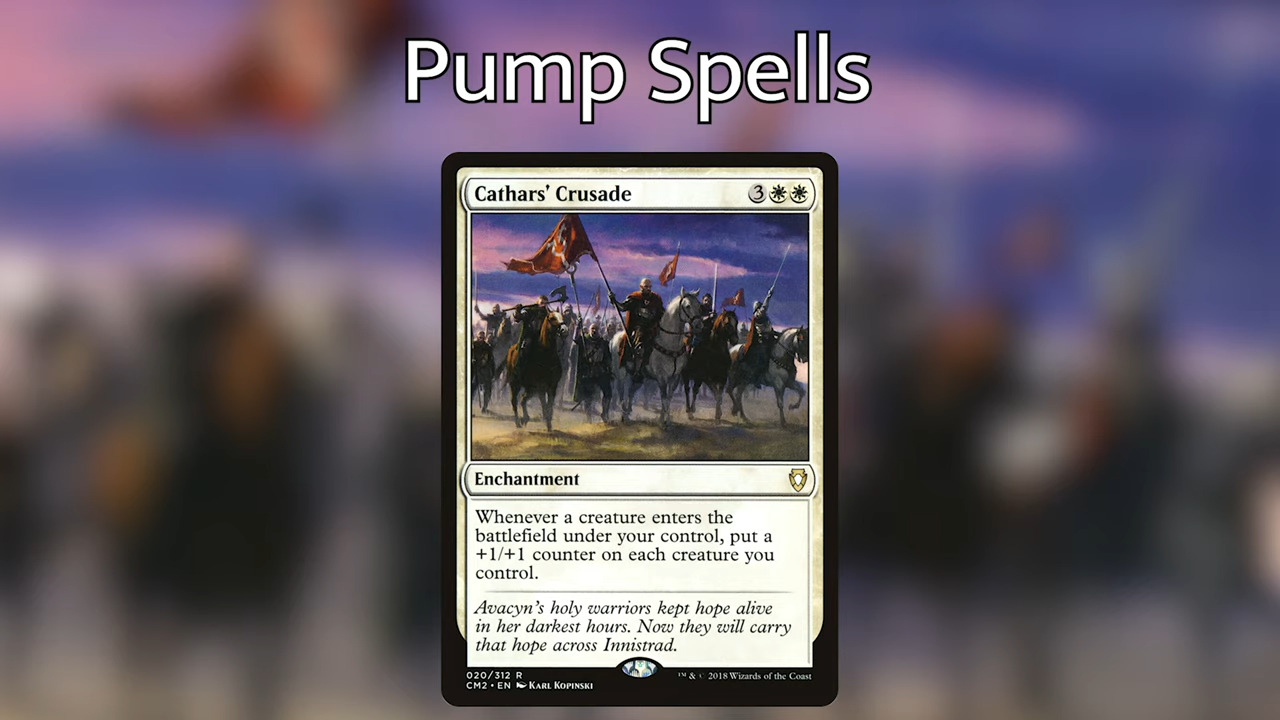 Pump Spells
Cathars' Crusade 3
Enchantment
Whenever a creature enters the
battlefield under your control, put a
+1/+1 counter on each creature you
control.
Avacyn's holy warriors kept hope alive
in her darkest hours. Now they will carry
that hope across Innistrad.
020/312 R
CM2 • EN Karl Kopinski
™ & © 2018 Wizards of the Coast